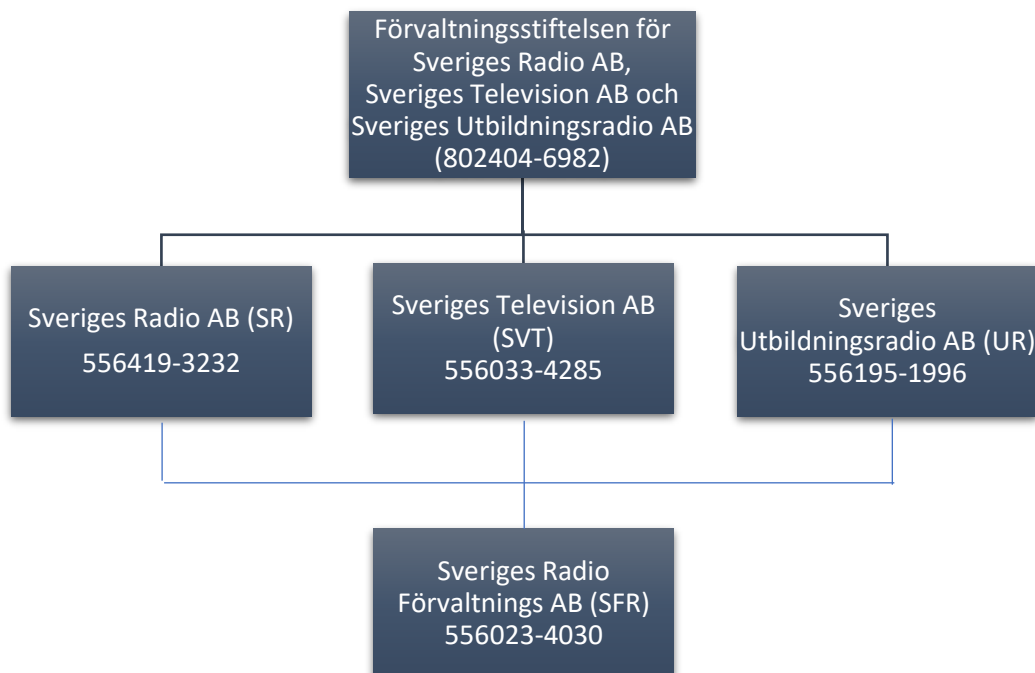 Förvaltningsstiftelsen för
Sveriges Radio AB,
Sveriges Television AB och
Sveriges Utbildningsradio AB
(802404-6982)
Sveriges Radio AB (SR)
556419-3232
Sveriges Television AB
(SVT)
556033-4285
Sveriges
Utbildningsradio AB (UR)
556195-1996
Sveriges Radio
Förvaltnings AB (SFR)
556023-4030